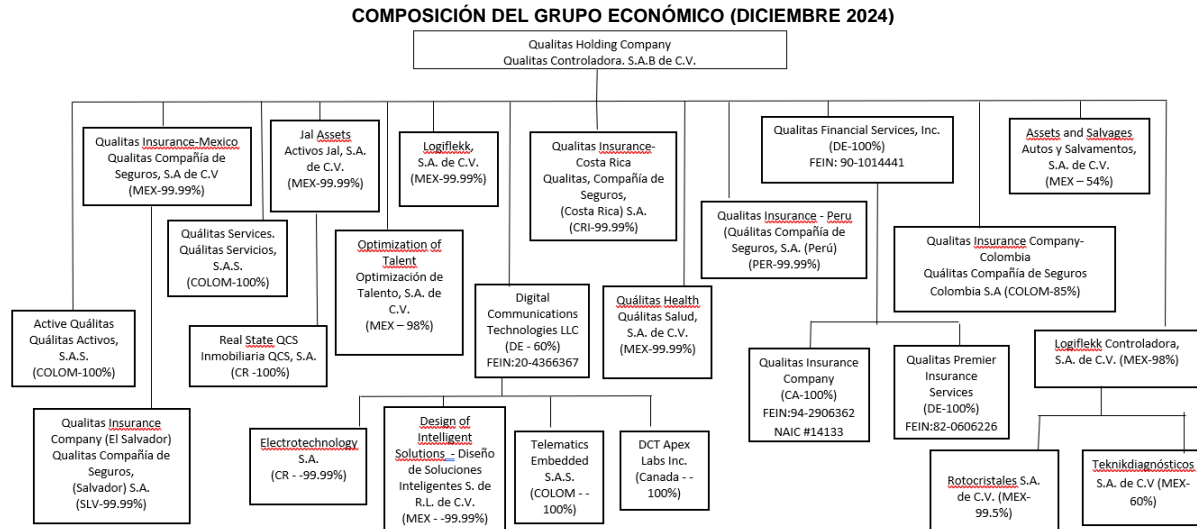 COMPOSICIÓN DEL GRUPO ECONÓMICO (DICIEMBRE 2024)
Qualitas Holding Company
Qualitas Controladora. S.A.B de C.V.
Qualitas Insurance-Mexico
Qualitas Compañía de
Seguros, S.A de C.V
(MEX-99.99%)
Jal Assets
Activos Jal, S.A.
de C.V.
(MEX-99.99%)
Logiflekk,
S.A. de C.V.
(MEX-99.99%)
Qualitas Insurance-
Costa Rica
Qualitas, Compañía de
Seguros,
(Costa Rica) S.A.
(CRI-99.99%)
Qualitas Financial Services, Inc.
(DE-100%)
FEIN: 90-1014441
Assets and Salvages
Autos y Salvamentos,
S.A. de C.V.
(MEX – 54%)
Quálitas Services.
Quálitas Servicios,
S.A.S.
(COLOM-100%)
Optimization of
Talent
Optimización de
Talento, S.A. de
C.V.
(MEX – 98%)
Qualitas Insurance - Peru
(Quálitas Compañía de
Seguros, S.A. (Perú)
(PER-99.99%)
Qualitas Insurance Company-
Colombia
Quálitas Compañía de Seguros
Colombia S.A (COLOM-85%)
Active Quálitas
Quálitas Activos,
S.A.S.
(COLOM-100%)
Real State QCS
Inmobiliaria QCS, S.A.
(CR -100%)
Digital
Communications
Technologies LLC
(DE - 60%)
FEIN:20-4366367
Quálitas Health
Quálitas Salud,
S.A. de C.V.
(MEX-99.99%)
Qualitas Insurance
Company
(CA-100%)
FEIN:94-2906362
NAIC #14133
Qualitas Premier
Insurance
Services
(DE-100%)
FEIN:82-0606226
Logiflekk Controladora,
S.A. de C.V. (MEX-98%)
Qualitas Insurance
Company (El Salvador)
Qualitas Compañía de
Seguros,
(Salvador) S.A.
(SLV-99.99%)
Electrotechnology
S.A.
(CR - -99.99%)
Design of
Intelligent
Solutions - Diseño
de Soluciones
Inteligentes S. de
R.L. de C.V.
(MEX - -99.99%)
Telematics
Embedded
S.A.S.
(COLOM - -
100%)
DCT Apex
Labs Inc.
(Canada - -
100%)
Rotocristales S.A.
de C.V. (MEX-
99.5%)
Teknikdiagnósticos
S.A. de C.V (MEX-
60%)